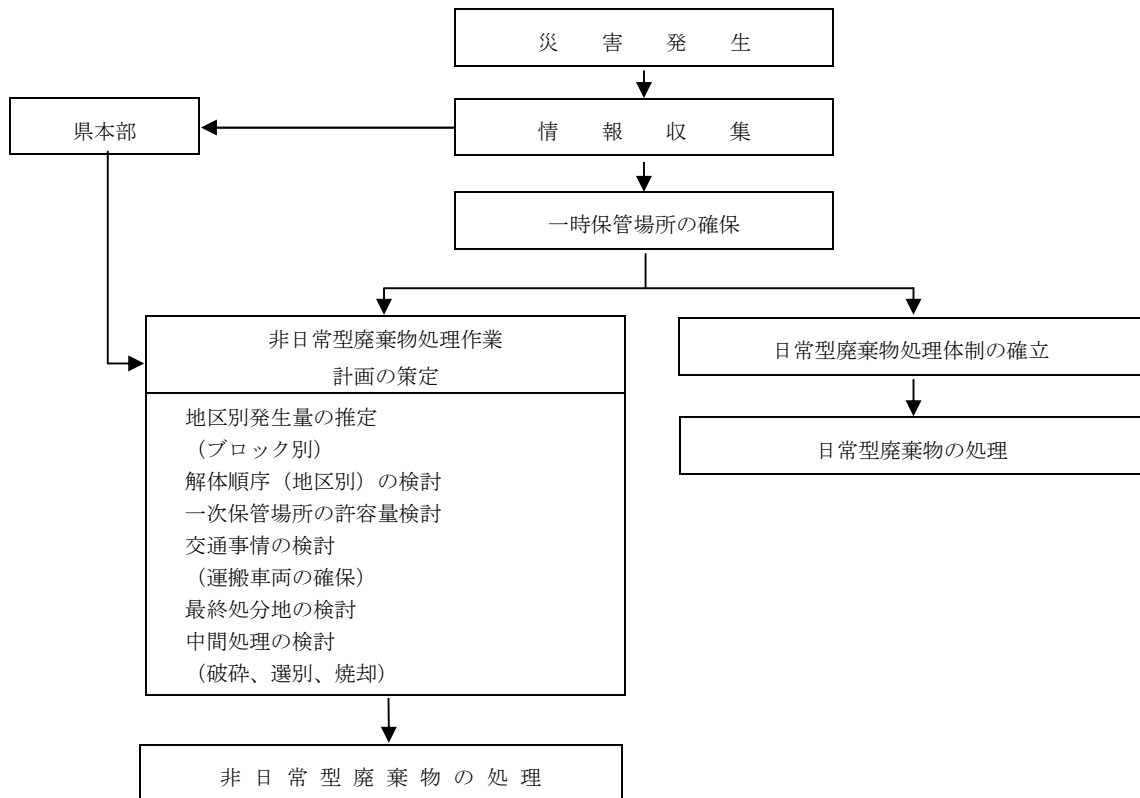 災害発生
県本部
情報収集
一時保管場所の確保
非日常型廃棄物処理作業
計画の策定
日常型廃棄物処理体制の確立
地区別発生量の推定
（ブロック別）
解体順序（地区別）の検討
一次保管場所の許容量検討
交通事情の検討
（運搬車両の確保）
最終処分地の検討
中間処理の検討
（破砕、選別、焼却）
日常型廃棄物の処理
非日常型廃棄物の処理